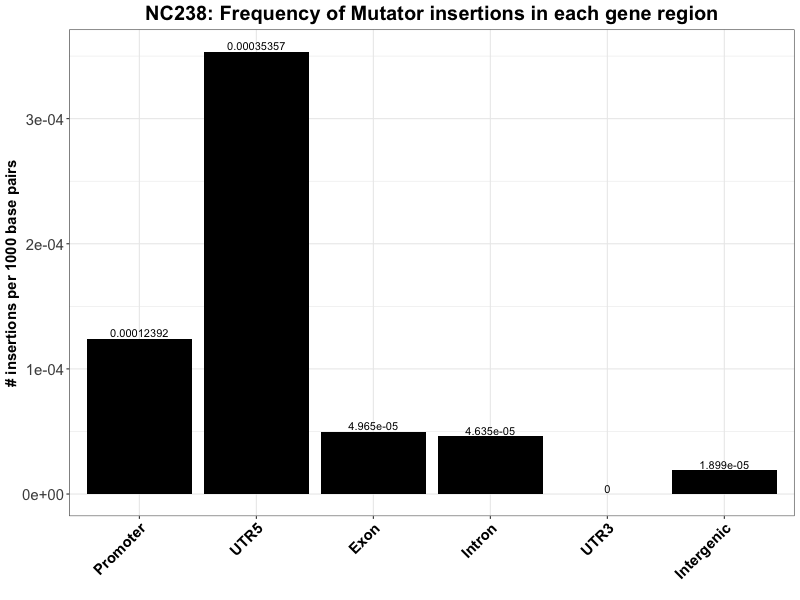 NC238: Frequency of Mutator insertions in each gene region
# insertions per 1000 base pairs
3e-04
2e-04
1e-04
0e+00
0.00012392
0.00035357
4.965e-05
4.635e-05
0
1.899e-05
Promoter
UTR5
Exon
Intron
UTR3
Intergenic